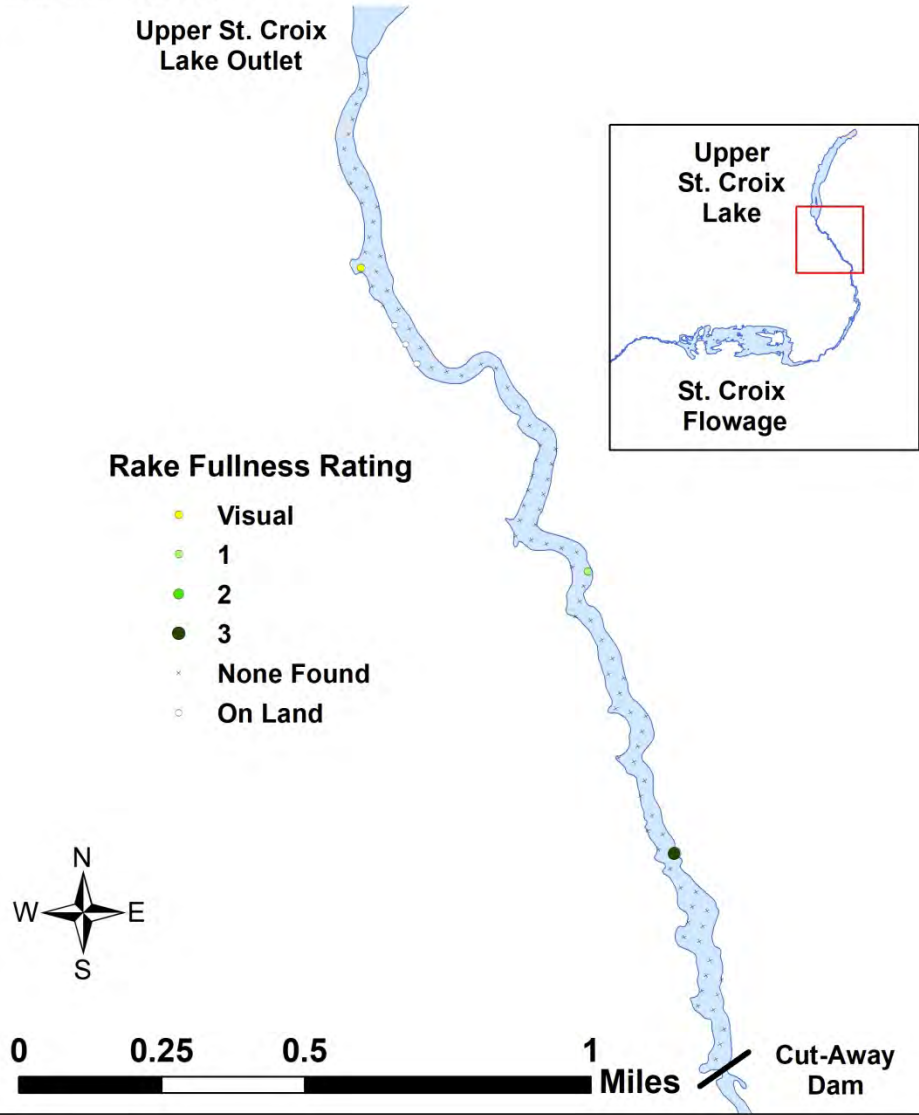 Upper St. Croix
Lake Outlet
Upper
St. Croix
Lake
St. Croix
Flowage
Rake Fullness Rating
Visual
1
2
3
None Found
On Land
N
W E
S
0 0.25 0.5 1
Miles
Cut-Away
Dam